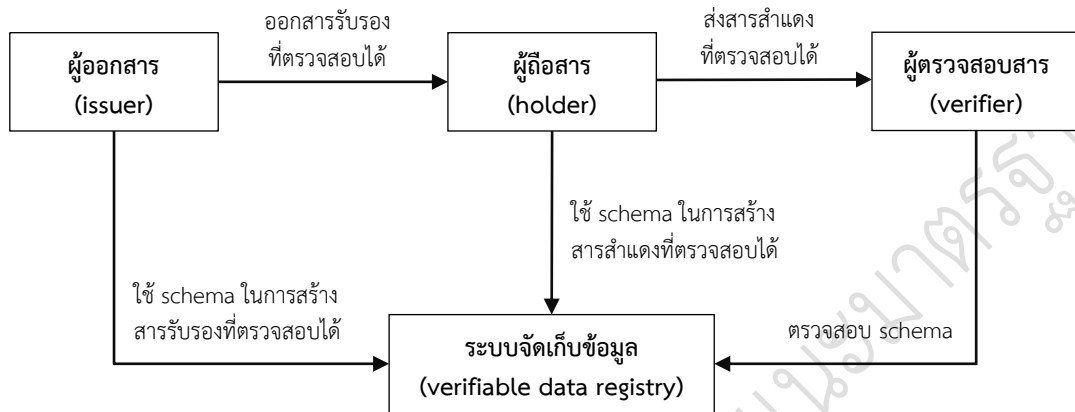 ออกสารรับรอง
ที่ตรวจสอบได้
ส่งสารสำแดง
ที่ตรวจสอบได้
ผู้ออกสาร
(issuer)
ผู้ถือสาร
(holder)
ผู้ตรวจสอบสาร
(verifier)
ใช้ schema ในการสร้าง
สารสำแดงที่ตรวจสอบได้
ใช้ schema ในการสร้าง
สารรับรองที่ตรวจสอบได้
ตรวจสอบ schema
ระบบจัดเก็บข้อมูล
(verifiable data registry)